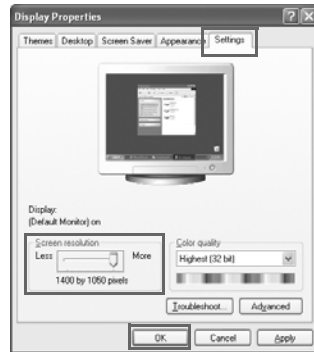 Display Properties
Themes Desktop Screen Saver Appearance Settings
Display:
(Default Monitor) on
Screen resolution
Less More
1400 by 1050 pixels
Color quality
Highest (32 bit)
Troubleshoot... Advanced
OK Cancel Apply